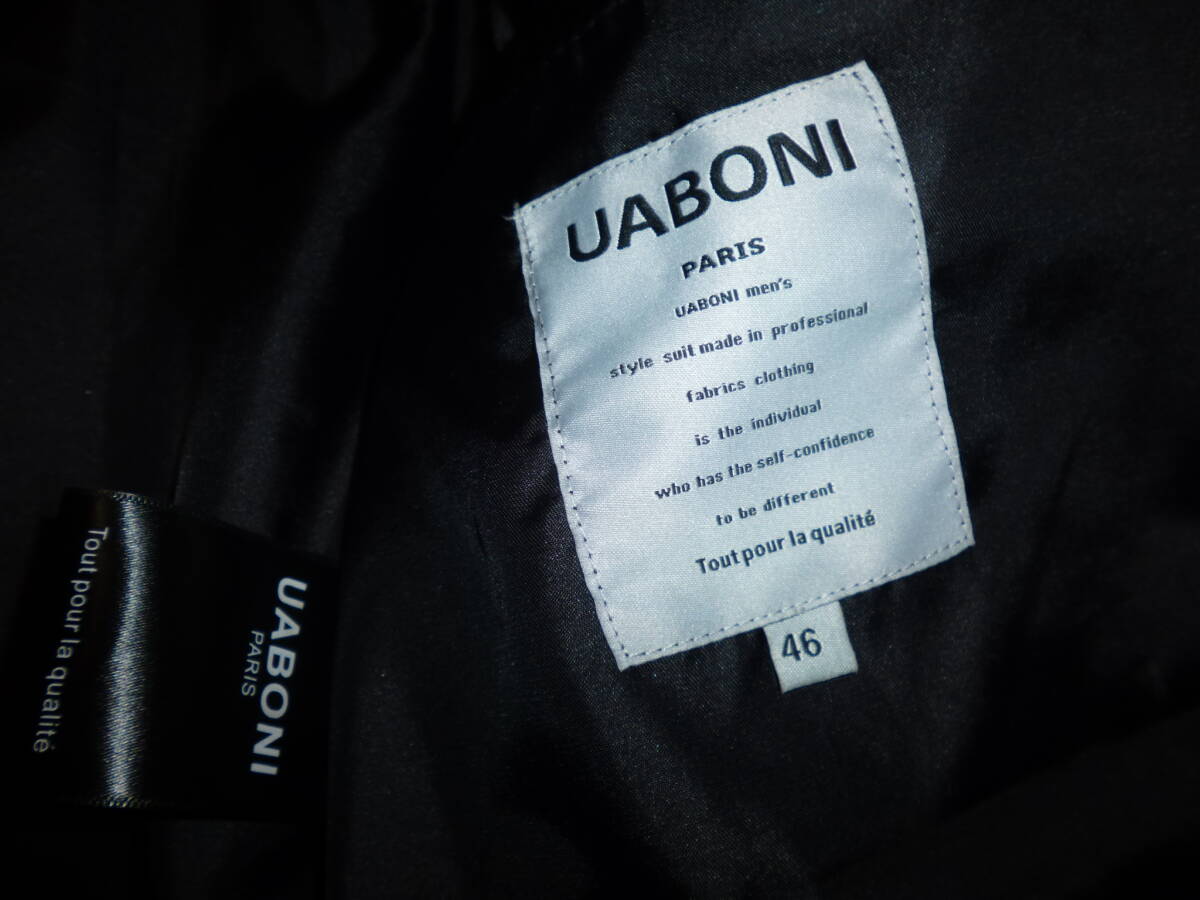 UABONI
PARIS
UABONI men's
style suit made in professional
fabrics clothing
is the individual
who has the self-confidence
to be different
Tout pour la qualité
46
UABONI
PARIS
Tout pour la qualité